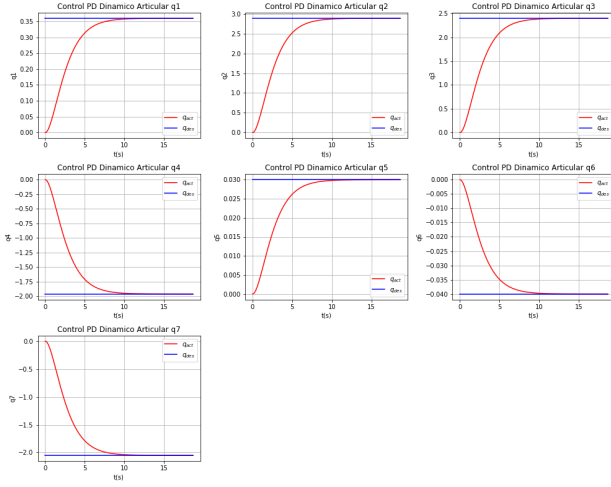 Control PD Dinamico Articular q1
0.35
0.30
0.25
0.20
0.15
0.10
0.05
0.00
q1
q_act
q_des
0 5 10 15
t(s)
Control PD Dinamico Articular q2
3.0
2.5
2.0
1.5
1.0
0.5
0.0
q2
q_act
q_des
0 5 10 15
t(s)
Control PD Dinamico Articular q3
2.5
2.0
1.5
1.0
0.5
0.0
q3
q_act
q_des
0 5 10 15
t(s)
Control PD Dinamico Articular q4
0.00
−0.25
−0.50
−0.75
−1.00
−1.25
−1.50
−1.75
−2.00
q4
q_act
q_des
0 5 10 15
t(s)
Control PD Dinamico Articular q5
0.030
0.025
0.020
0.015
0.010
0.005
0.000
q5
q_act
q_des
0 5 10 15
t(s)
Control PD Dinamico Articular q6
0.000
−0.005
−0.010
−0.015
−0.020
−0.025
−0.030
−0.035
−0.040
q6
q_act
q_des
0 5 10 15
t(s)
Control PD Dinamico Articular q7
0.0
−0.5
−1.0
−1.5
−2.0
q7
q_act
q_des
0 5 10 15
t(s)